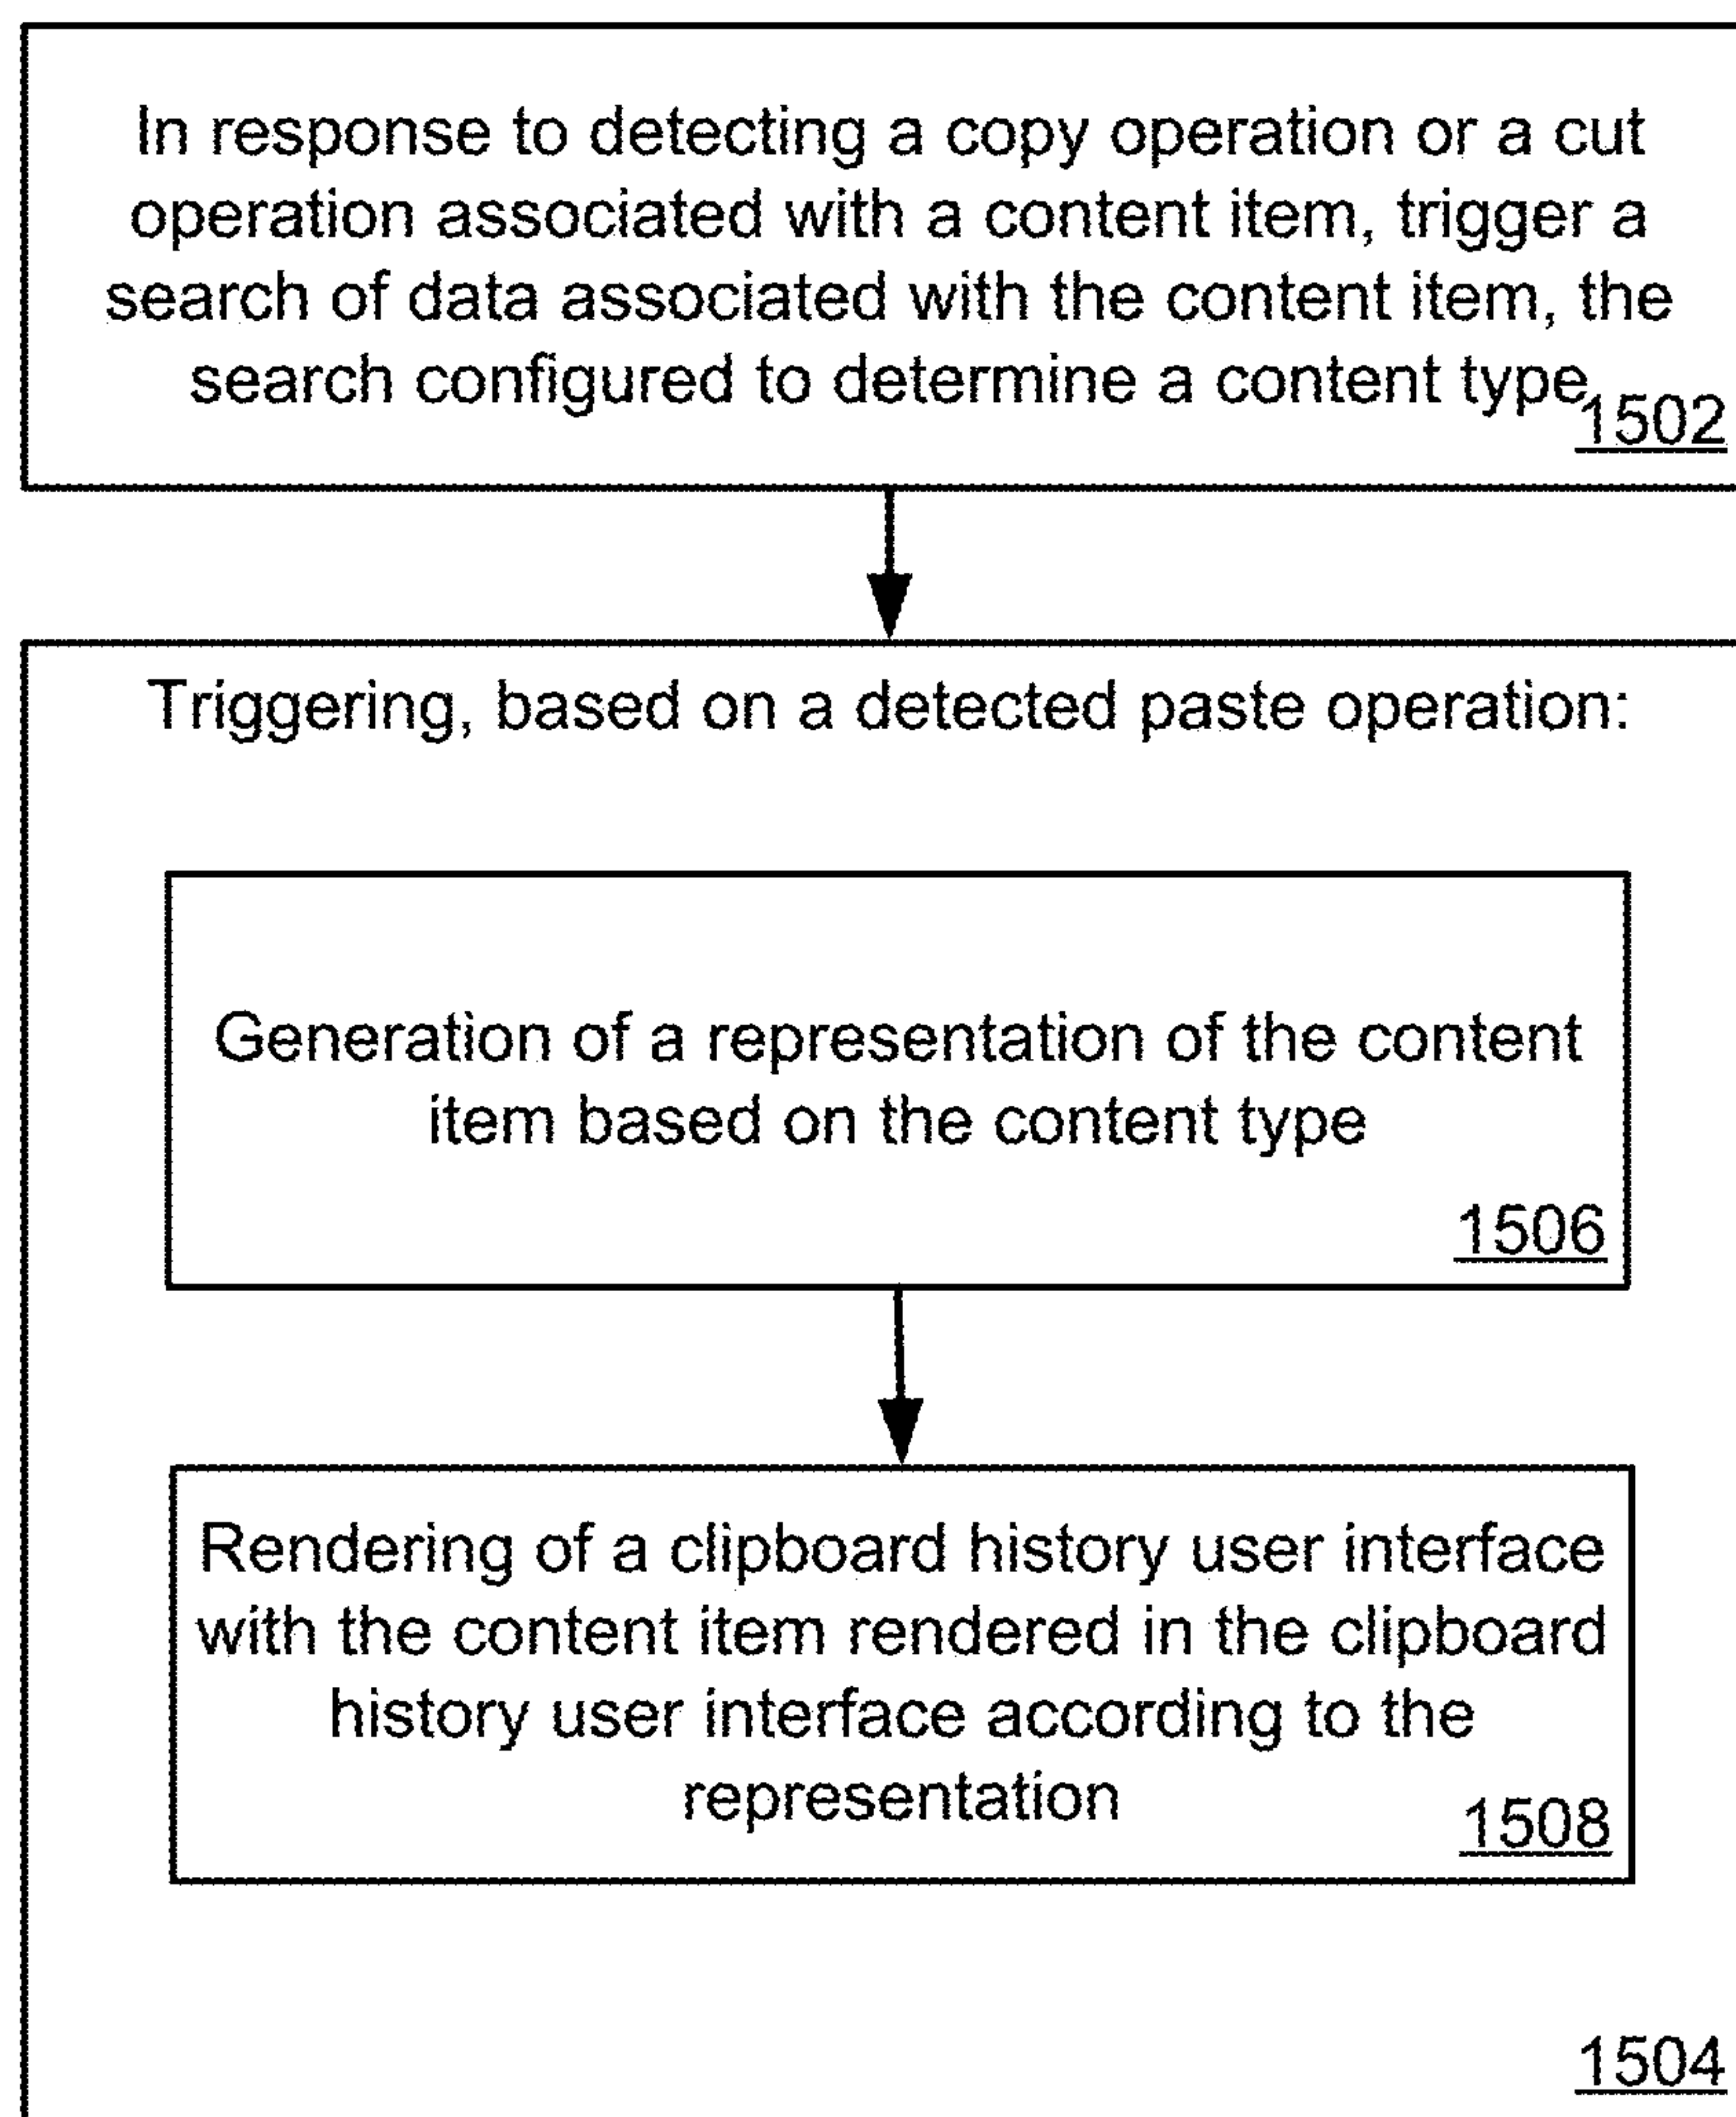 In response to detecting a copy operation or a cut
operation associated with a content item, trigger a
search of data associated with the content item, the
search configured to determine a content type
1502
Triggering, based on a detected paste operation:
Generation of a representation of the content
item based on the content type
1506
Rendering of a clipboard history user interface
with the content item rendered in the clipboard
history user interface according to the
representation
1508
1504